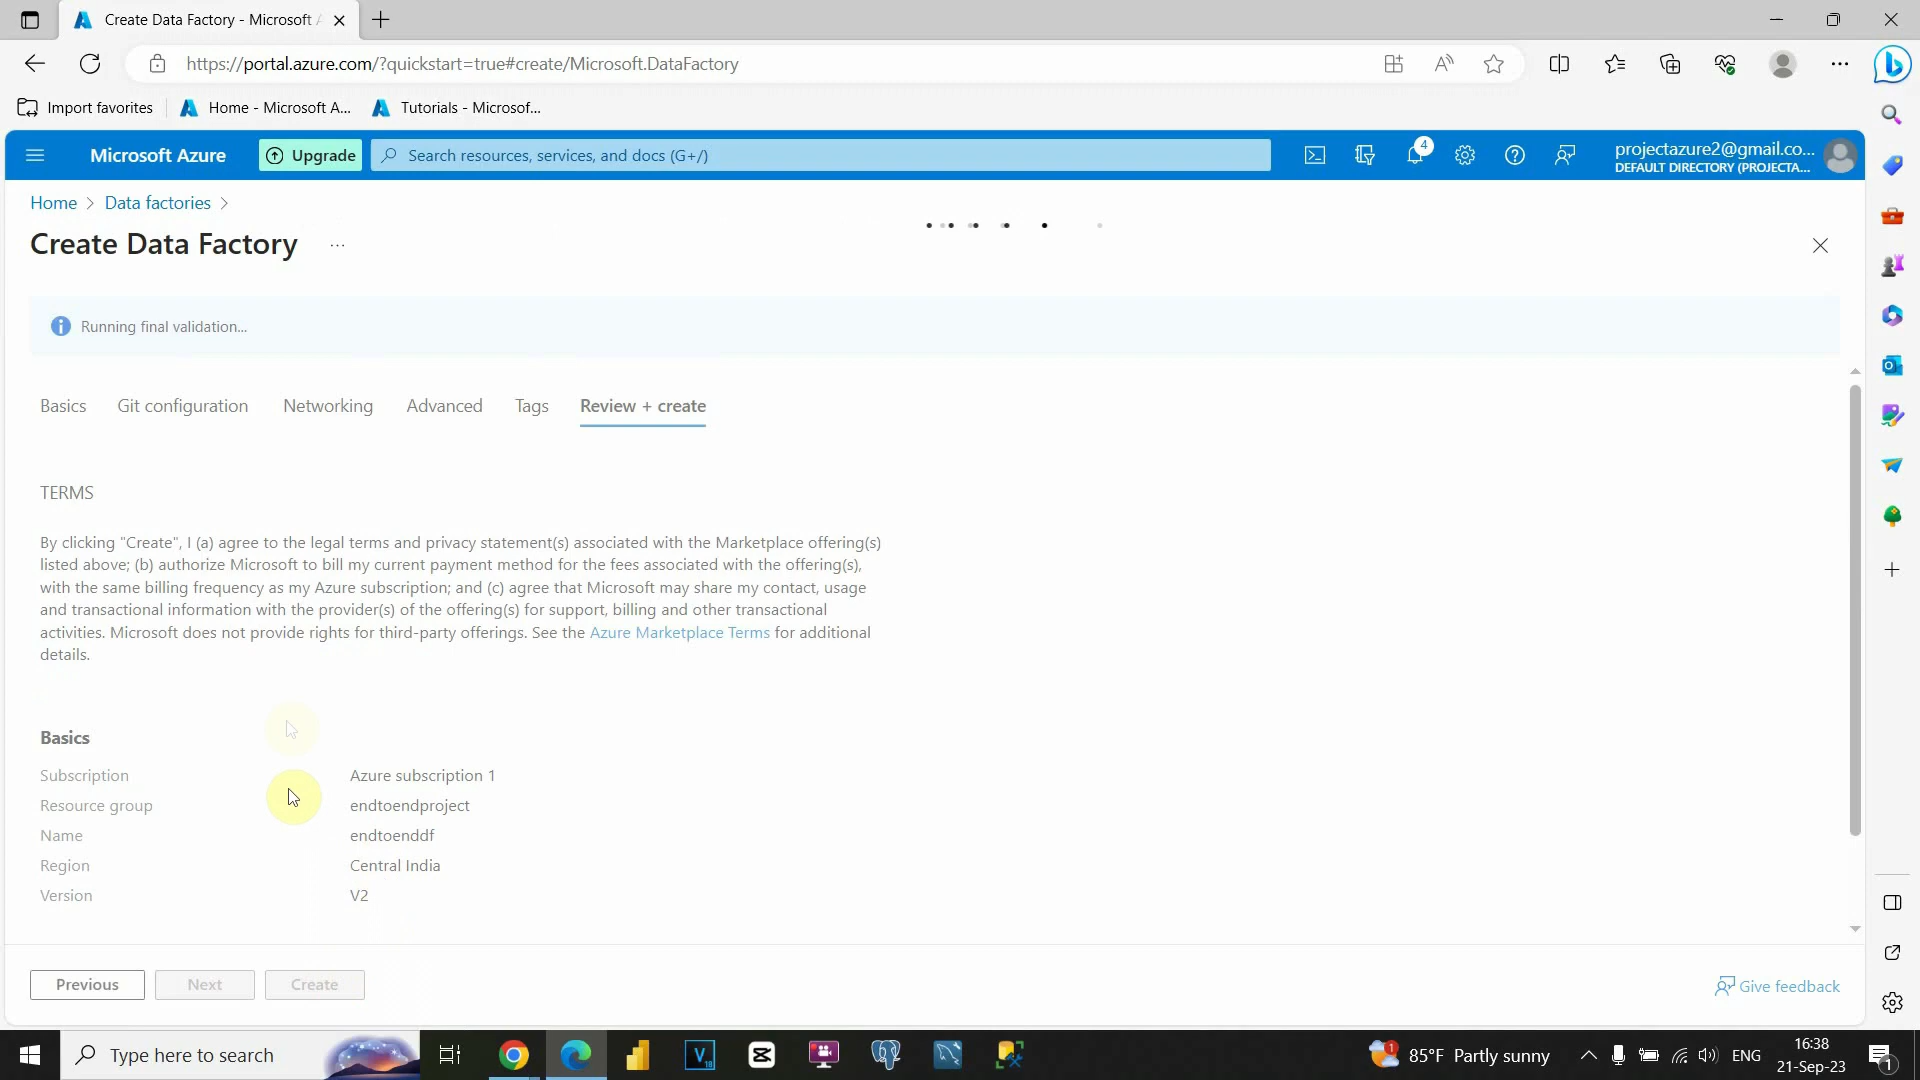 Create Data Factory - Microsoft A
https://portal.azure.com/?quickstart=true#create/Microsoft.DataFactory
Import favorites
Home - Microsoft A...
Tutorials - Microsof...
Microsoft Azure
Upgrade
Search resources, services, and docs (G+/)
4
projectazure2@gmail.co...
DEFAULT DIRECTORY (PROJECTA...
Home > Data factories >
Create Data Factory ...
Running final validation...
Basics
Git configuration
Networking
Advanced
Tags
Review + create
TERMS
By clicking "Create", I (a) agree to the legal terms and privacy statement(s) associated with the Marketplace offering(s)
listed above; (b) authorize Microsoft to bill my current payment method for the fees associated with the offering(s),
with the same billing frequency as my Azure subscription; and (c) agree that Microsoft may share my contact, usage
and transactional information with the provider(s) of the offering(s) for support, billing and other transactional
activities. Microsoft does not provide rights for third-party offerings. See the Azure Marketplace Terms for additional
details.
Basics
Subscription Azure subscription 1
Resource group endtoendproject
Name endtoenddf
Region Central India
Version V2
Previous
Next
Create
Give feedback
Type here to search
1
85°F Partly sunny
ENG
16:38
21-Sep-23
1